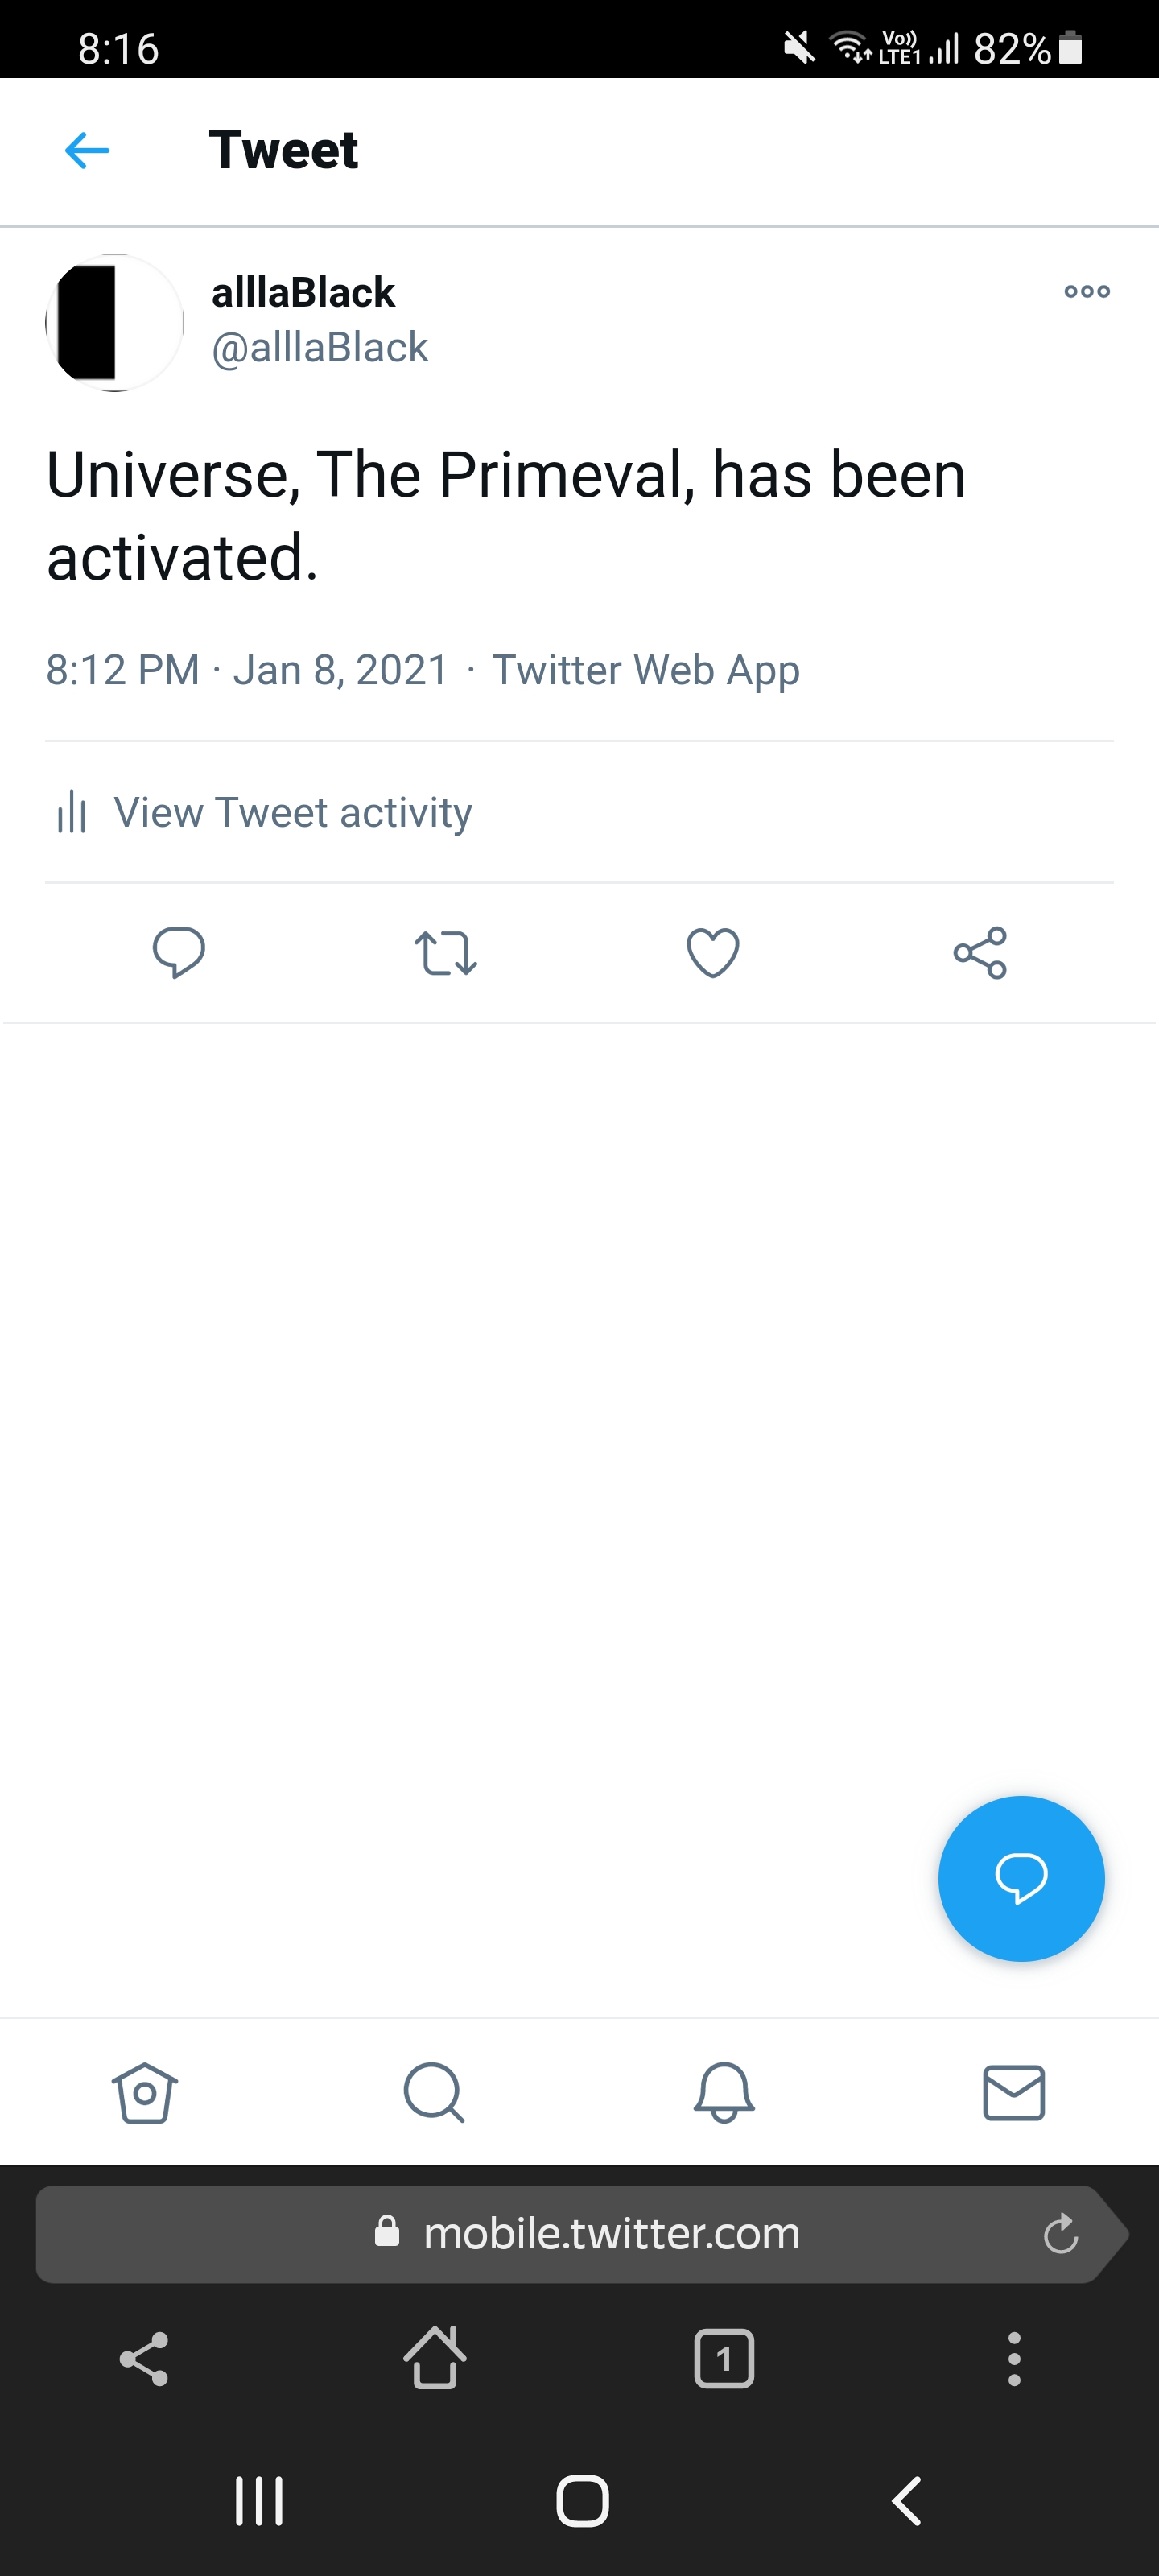 8:16 Vo)) LTE1 82%
Tweet
alllaBlack
@alllaBlack
Universe, The Primeval, has been
activated.
8:12 PM · Jan 8, 2021 · Twitter Web App
View Tweet activity
mobile.twitter.com
1